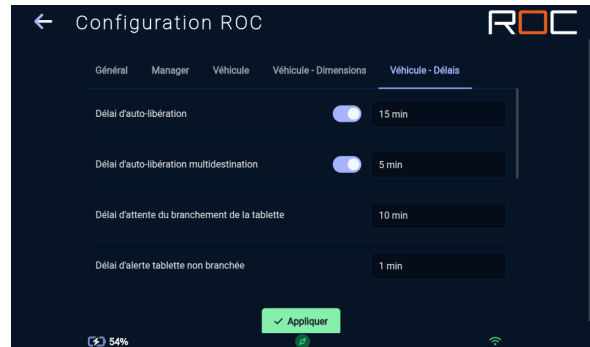 Configuration ROC
ROC
Général Manager Véhicule Véhicule - Dimensions Véhicule - Délais
Délai d'auto-libération 15 min
Délai d'auto-libération multidestination 5 min
Délai d'attente du branchement de la tablette 10 min
Délai d'alerte tablette non branchée 1 min
Appliquer
54%